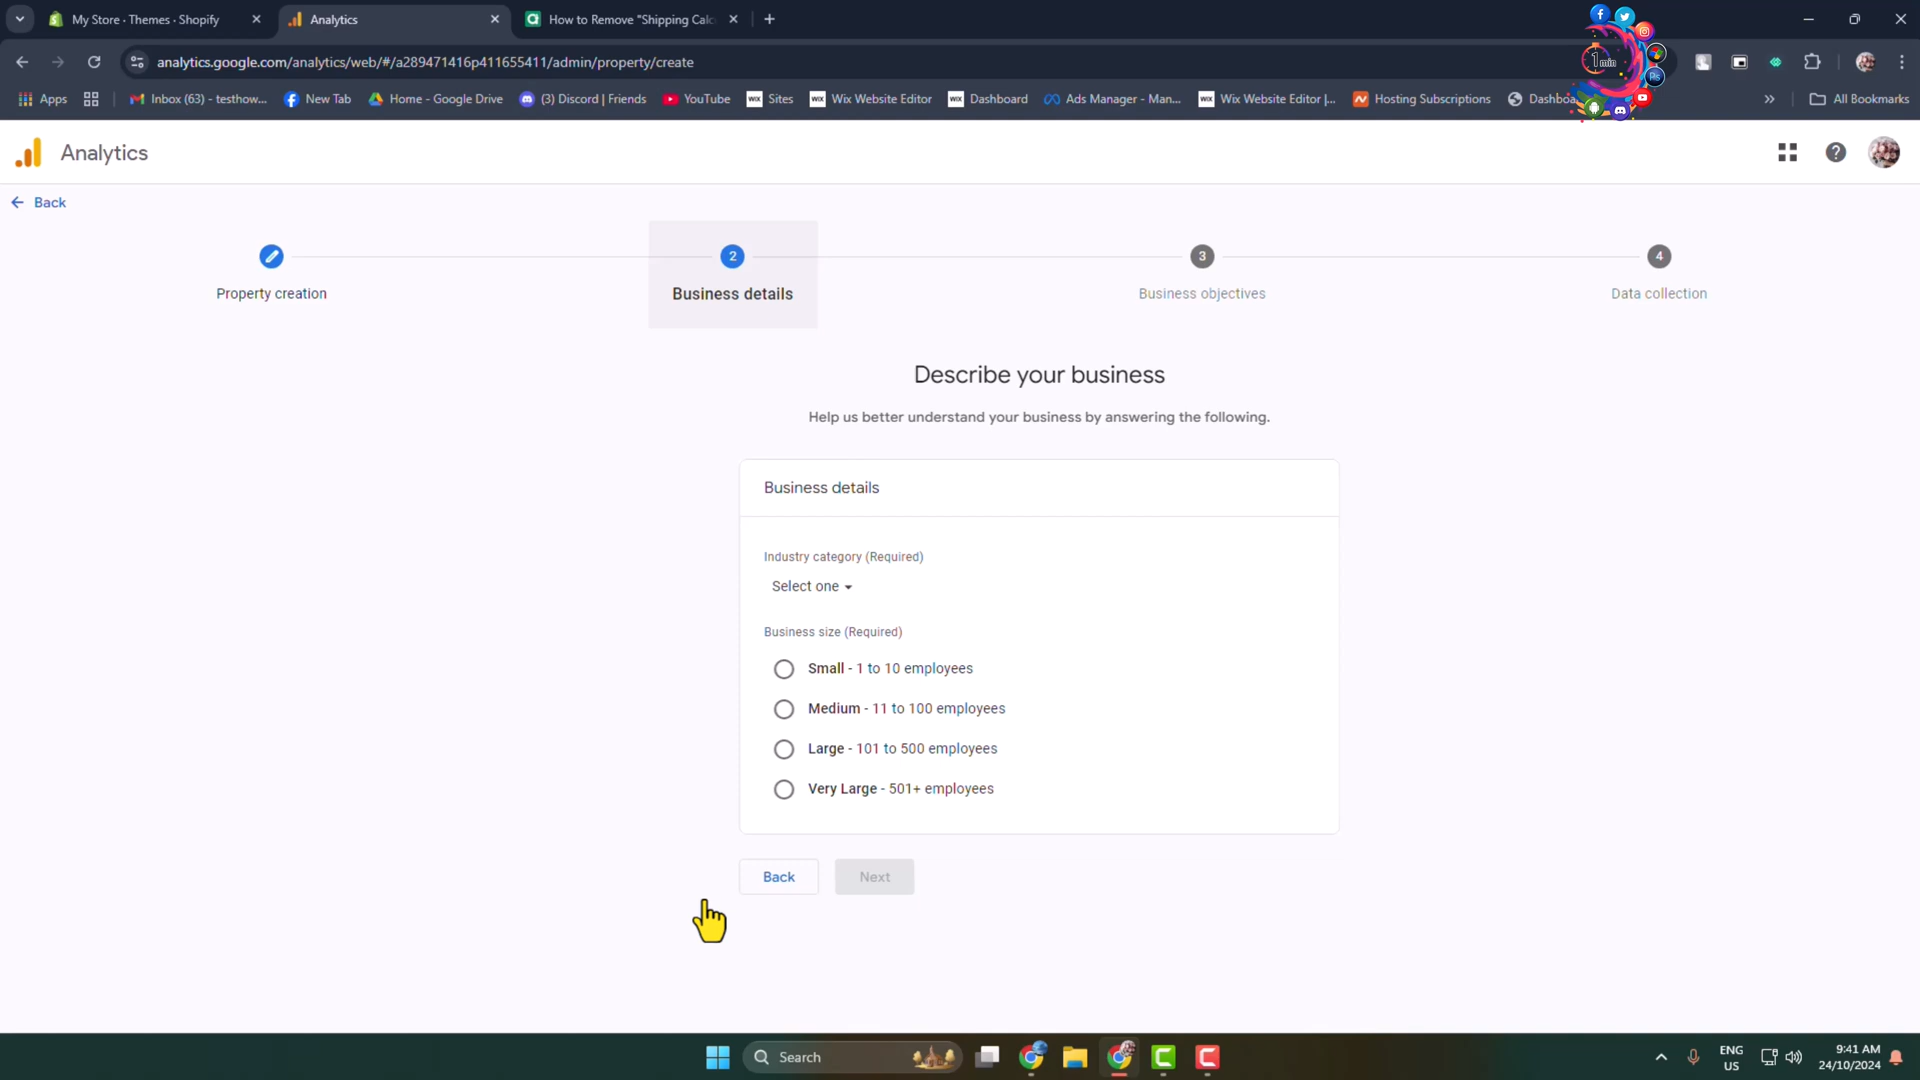 My Store · Themes · Shopify
Analytics
How to Remove "Shipping Calc
analytics.google.com/analytics/web/#/a289471416p411655411/admin/property/create
Apps
Inbox (63) - testhow...
New Tab
Home - Google Drive
(3) Discord | Friends
YouTube
WIX Sites
WIX Wix Website Editor
WIX Dashboard
Ads Manager - Man...
WIX Wix Website Editor |...
Hosting Subscriptions
Dashboa
All Bookmarks
1 min
Ps
Analytics
Back
2
3
4
Property creation
Business details
Business objectives
Data collection
Describe your business
Help us better understand your business by answering the following.
Business details
Industry category (Required)
Select one
Business size (Required)
Small - 1 to 10 employees
Medium - 11 to 100 employees
Large - 101 to 500 employees
Very Large - 501+ employees
Back
Next
Search
ENG
US
9:41 AM
24/10/2024